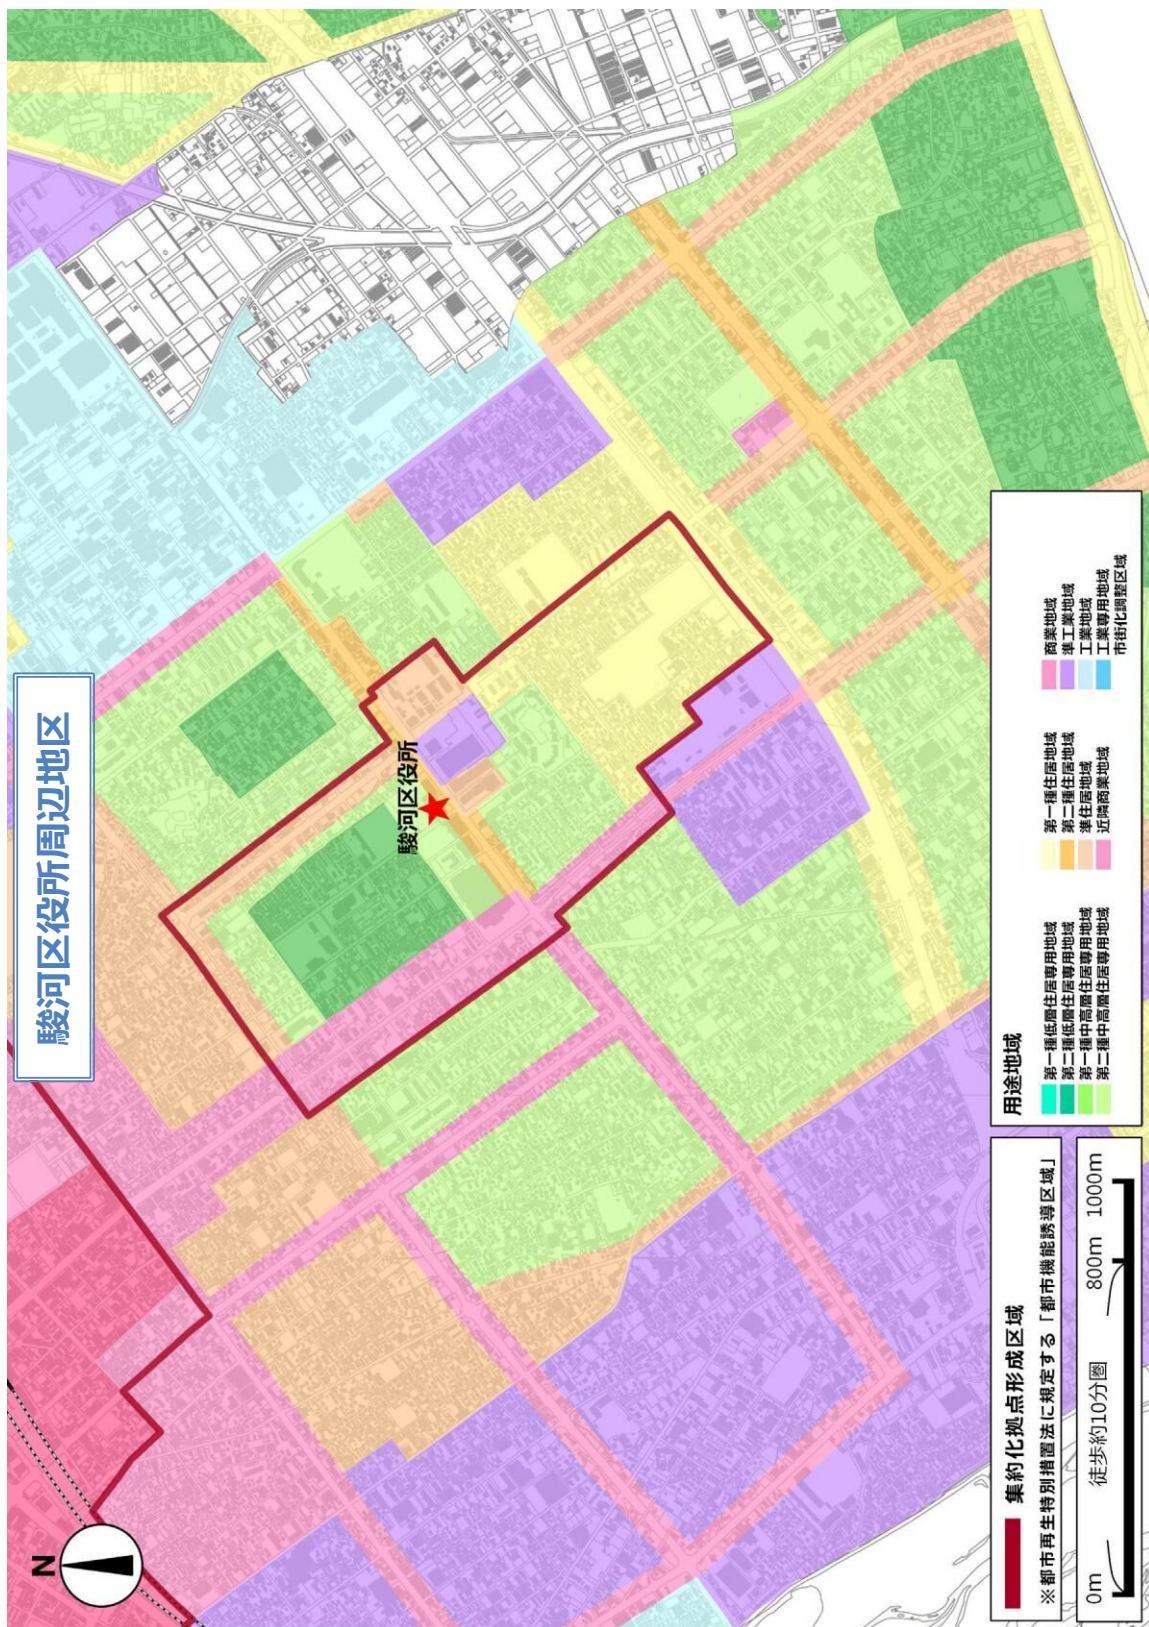 駿河区役所周辺地区
N
駿河区役所
集約化拠点形成区域
※都市再生特別措置法に規定する「都市機能誘導区域」
0m 徒歩約10分圏 800m 1000m
用途地域
第一種低層住居専用地域
第二種低層住居専用地域
第一種中高層住居専用地域
第二種中高層住居専用地域
第一種住居地域
第二種住居地域
準住居地域
近隣商業地域
商業地域
準工業地域
工業地域
工業専用地域
市街化調整区域